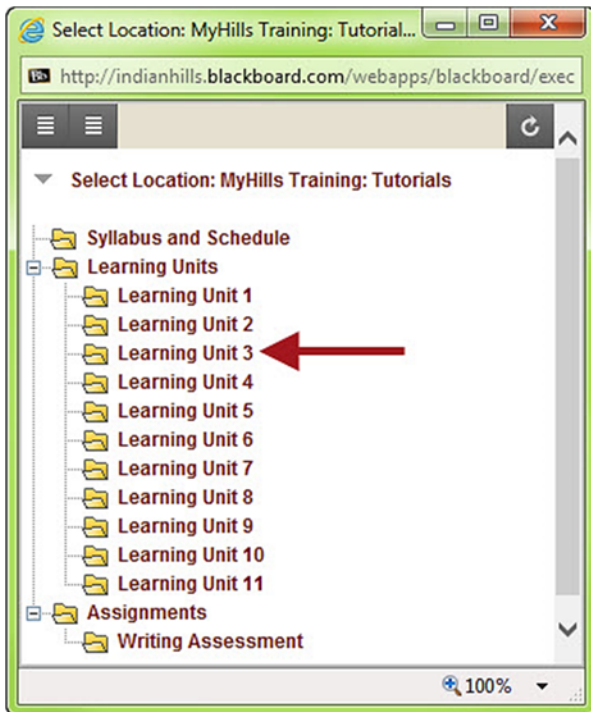 Select Location: MyHills Training: Tutorial...
Bb http://indianhills.blackboard.com/webapps/blackboard/exec
Select Location: MyHills Training: Tutorials
Syllabus and Schedule
Learning Units
Learning Unit 1
Learning Unit 2
Learning Unit 3
Learning Unit 4
Learning Unit 5
Learning Unit 6
Learning Unit 7
Learning Unit 8
Learning Unit 9
Learning Unit 10
Learning Unit 11
Assignments
Writing Assessment
100%